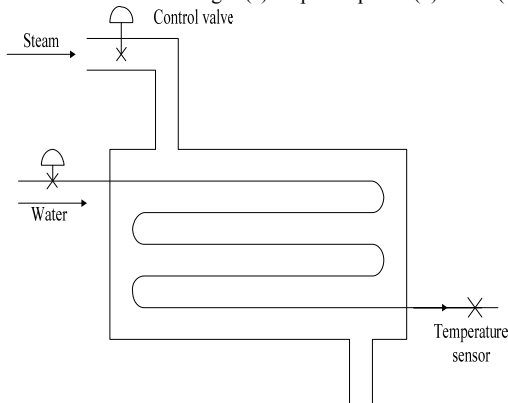 Control valve
Steam
Water
Temperature
sensor